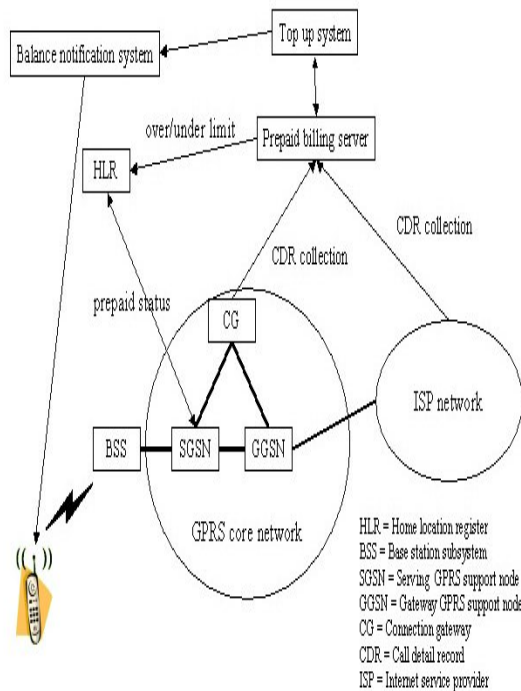 Top up system
Balance notification system
over/under limit
Prepaid billing server
HLR
CDR collection
CDR collection
prepaid status
CG
ISP network
BSS
SGSN
GGSN
GPRS core network
HLR = Home location register
BSS = Base station subsystem
SGSN = Serving GPRS support node
GGSN = Gateway GPRS support node
CG = Connection gateway
CDR = Call detail record
ISP = Internet service provider